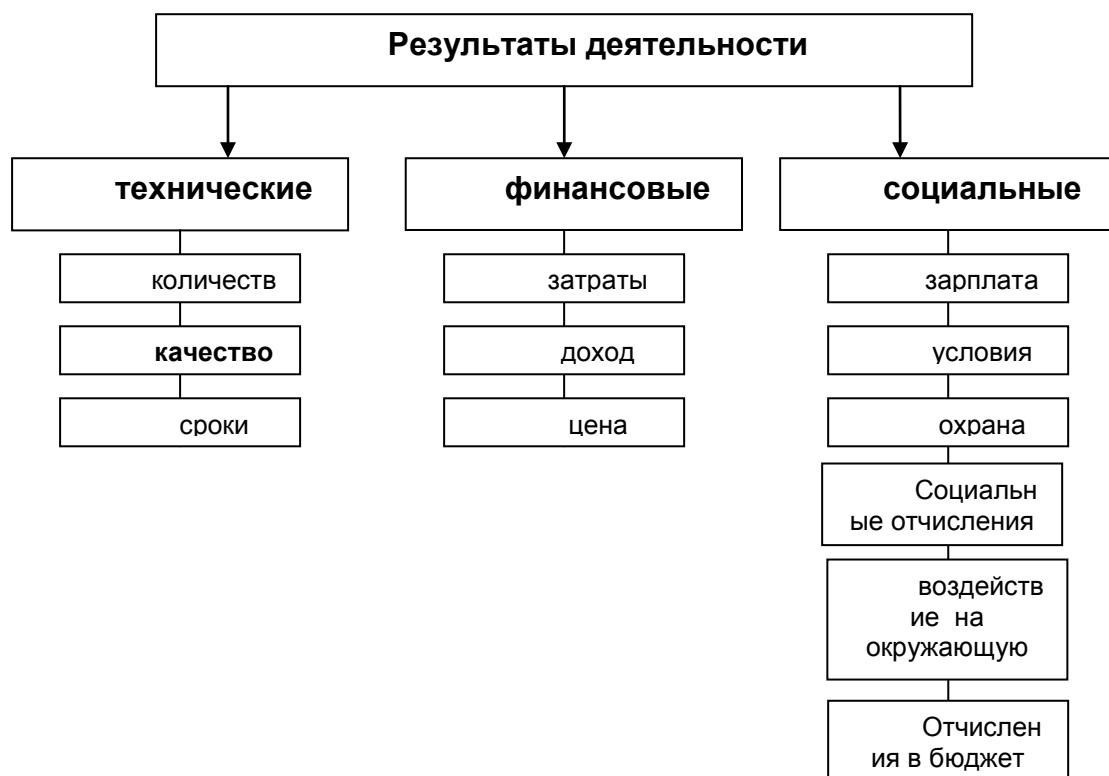 Результаты деятельности
технические
финансовые
социальные
количеств
затраты
зарплата
качество
доход
условия
сроки
цена
охрана
Социальн
ые отчисления
воздейств
ие на
окружающую
Отчислен
ия в бюджет